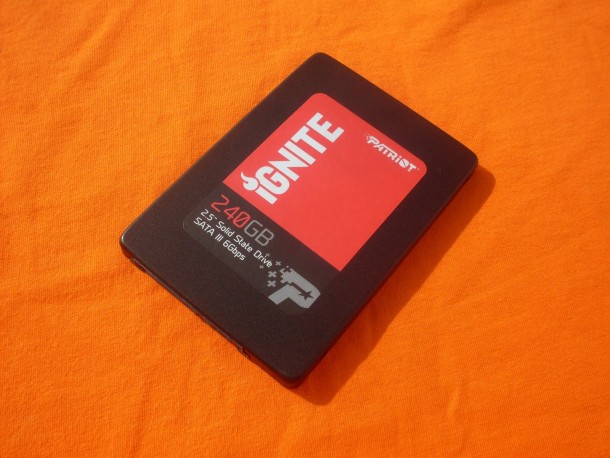 PATRIOT
IGNITE
240GB
2.5" Solid State Drive
SATA III 6Gbps
P